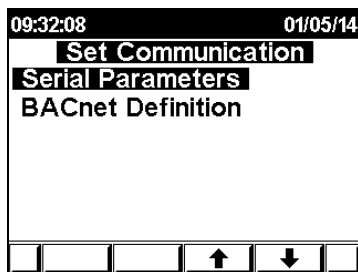 09:32:08 01/05/14
Set Communication
Serial Parameters
BACnet Definition